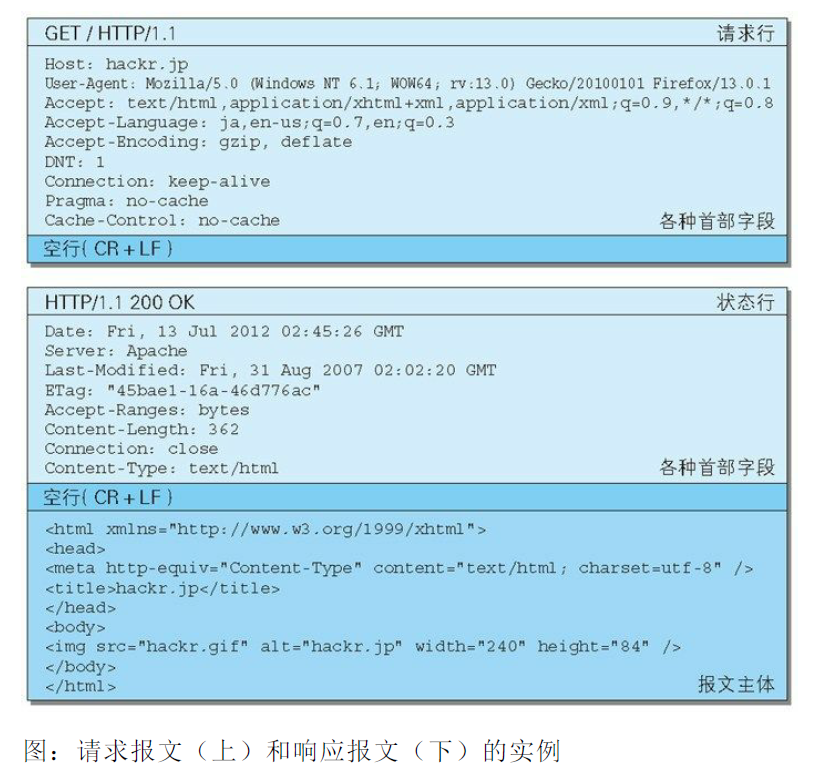 GET / HTTP/1.1 请求行
Host: hackr.jp
User-Agent: Mozilla/5.0 (Windows NT 6.1; WOW64; rv:13.0) Gecko/20100101 Firefox/13.0.1
Accept: text/html,application/xhtml+xml,application/xml;q=0.9,*/*;q=0.8
Accept-Language: ja,en-us;q=0.7,en;q=0.3
Accept-Encoding: gzip, deflate
DNT: 1
Connection: keep-alive
Pragma: no-cache
Cache-Control: no-cache 各种首部字段
空行( CR + LF )
HTTP/1.1 200 OK 状态行
Date: Fri, 13 Jul 2012 02:45:26 GMT
Server: Apache
Last-Modified: Fri, 31 Aug 2007 02:02:20 GMT
ETag: "45bae1-16a-46d776ac"
Accept-Ranges: bytes
Content-Length: 362
Connection: close
Content-Type: text/html 各种首部字段
空行( CR + LF )
<html xmlns="http://www.w3.org/1999/xhtml">
<head>
<meta http-equiv="Content-Type" content="text/html; charset=utf-8" />
<title>hackr.jp</title>
</head>
<body>
<img src="hackr.gif" alt="hackr.jp" width="240" height="84" />
</body>
</html> 报文主体
图：请求报文（上）和响应报文（下）的实例